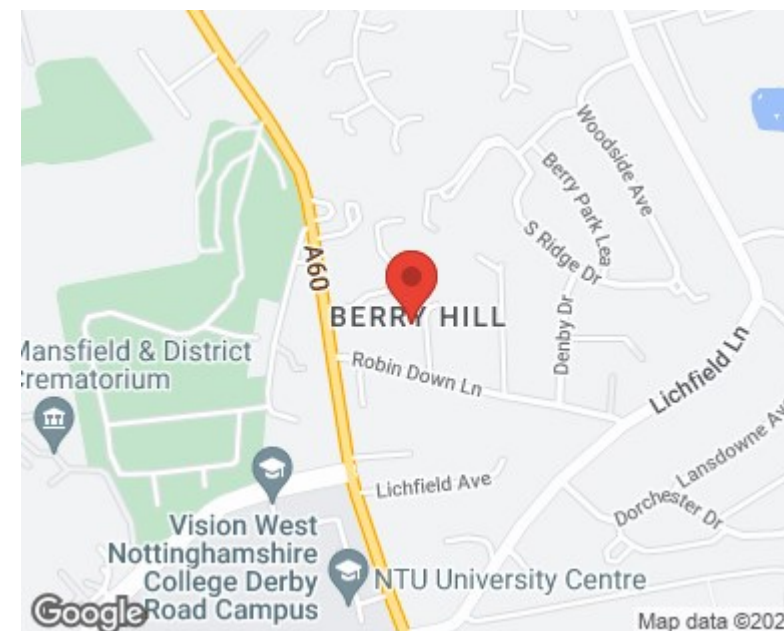 Woodside Ave
Berry Park Lea
S Ridge Dr
A60
BERRY HILL
Denby Dr
Mansfield & District
Crematorium
Robin Down Ln
Lichfield Ln
Lansdowne Av
Lichfield Ave
Dorchester Dr
Vision West
Nottinghamshire
College Derby
Road Campus
NTU University Centre
Google
Map data ©202